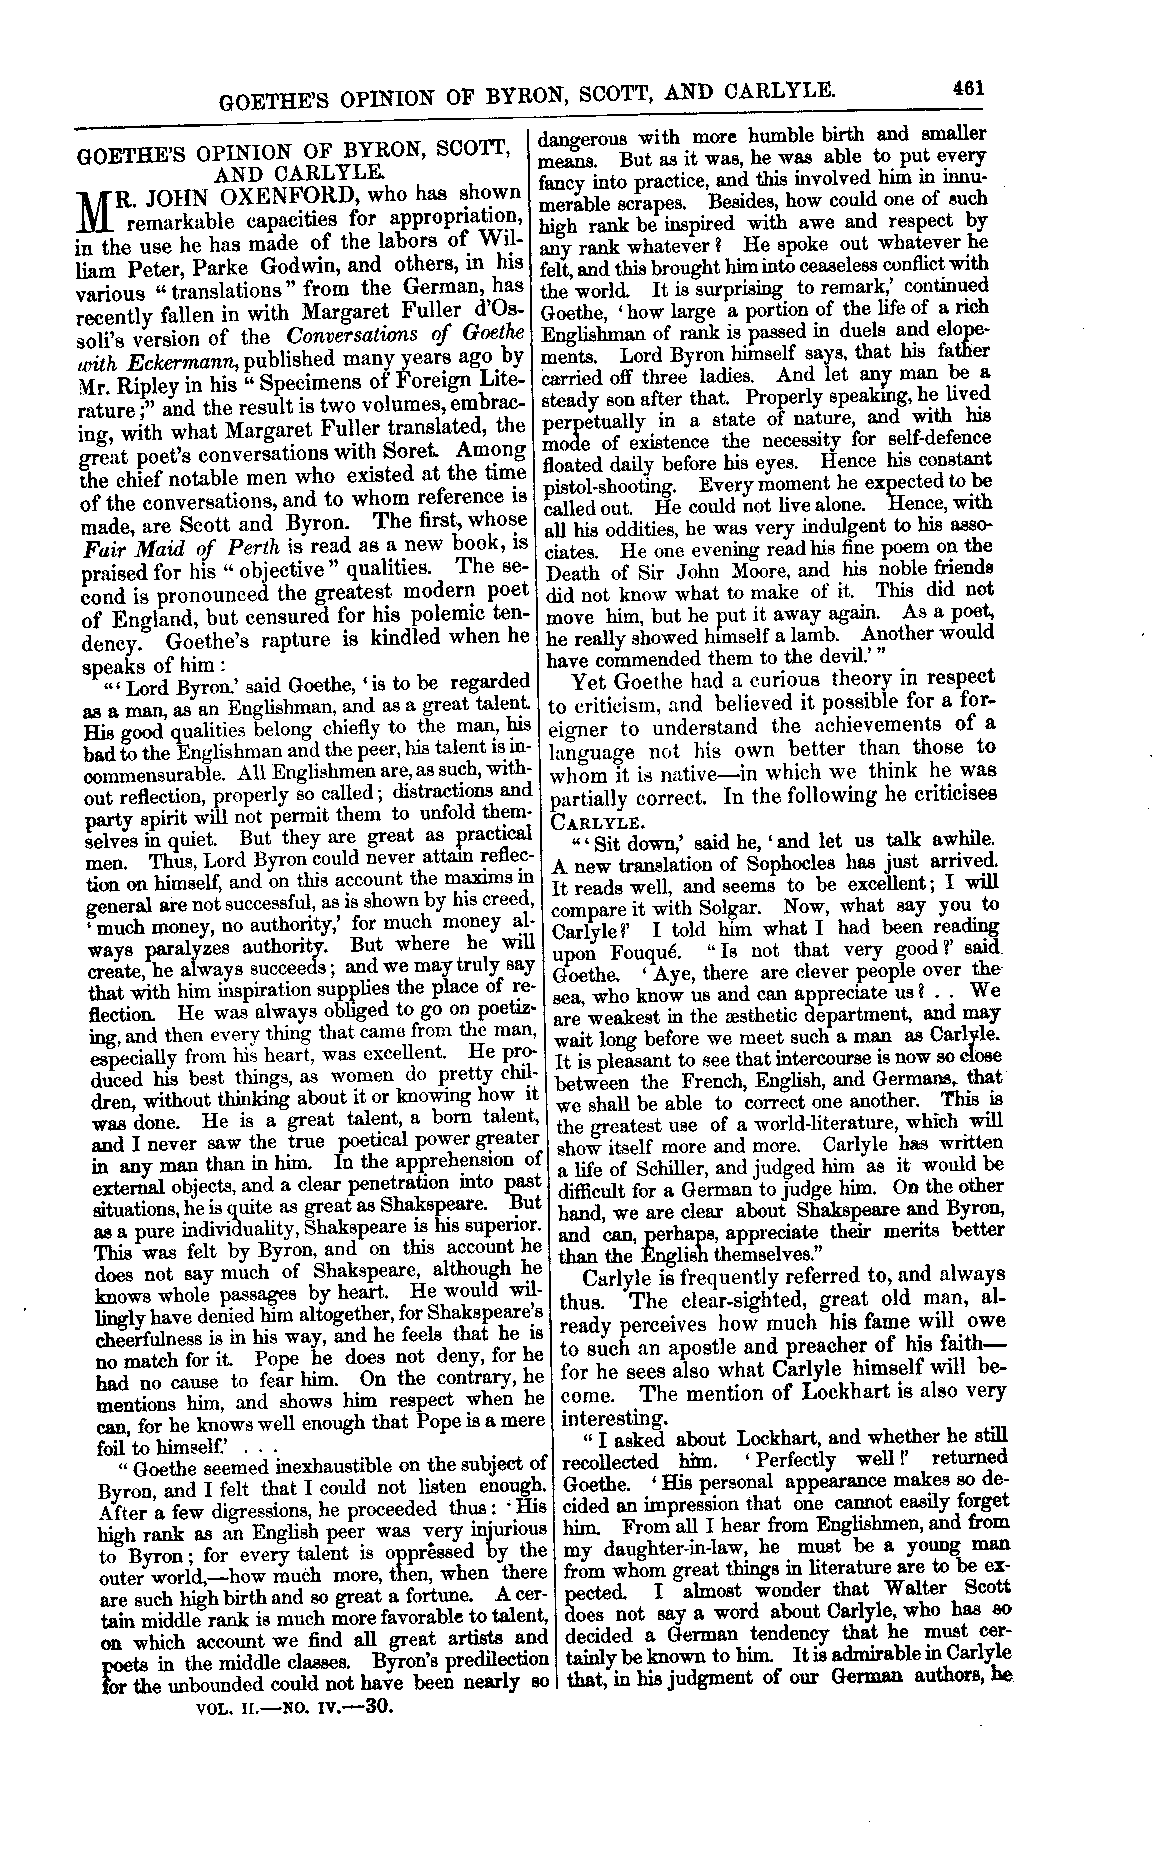 GOETHE'S OPINION OF BYRON, SCOTT, AND CARLYLE. 461
GOETHE'S OPINION OF BYRON, SCOTT,
AND CARLYLE.
MR. JOHN OXENFORD, who has shown
remarkable capacities for appropriation,
in the use he has made of the labors of Wil-
liam Peter, Parke Godwin, and others, in his
various "translations" from the German, has
recently fallen in with Margaret Fuller d'Os-
soli's version of the Conversations of Goethe
with Eckermann, published many years ago by
Mr. Ripley in his "Specimens of Foreign Lite-
rature;" and the result is two volumes, embrac-
ing, with what Margaret Fuller translated, the
great poet's conversations with Soret. Among
the chief notable men who existed at the time
of the conversations, and to whom reference is
made, are Scott and Byron. The first, whose
Fair Maid of Perth is read as a new book, is
praised for his "objective" qualities. The se-
cond is pronounced the greatest modern poet
of England, but censured for his polemic ten-
dency. Goethe's rapture is kindled when he
speaks of him:
"'Lord Byron.' said Goethe, 'is to be regarded
as a man, as an Englishman, and as a great talent.
His good qualities belong chiefly to the man, his
bad to the Englishman and the peer, his talent is in-
commensurable. All Englishmen are, as such, with-
out reflection, properly so called; distractions and
party spirit will not permit them to unfold them-
selves in quiet. But they are great as practical
men. Thus, Lord Byron could never attain reflec-
tion on himself, and on this account the maxims in
general are not successful, as is shown by his creed,
'much money, no authority,' for much money al-
ways paralyzes authority. But where he will
create, he always succeeds; and we may truly say
that with him inspiration supplies the place of re-
flection. He was always obliged to go on poetiz-
ing, and then every thing that came from the man,
especially from his heart, was excellent. He pro-
duced his best things, as women do pretty chil-
dren, without thinking about it or knowing how it
was done. He is a great talent, a born talent,
and I never saw the true poetical power greater
in any man than in him. In the apprehension of
external objects, and a clear penetration into past
situations, he is quite as great as Shakspeare. But
as a pure individuality, Shakspeare is his superior.
This was felt by Byron, and on this account he
does not say much of Shakspeare, although he
knows whole passages by heart. He would wil-
lingly have denied him altogether, for Shakspeare's
cheerfulness is in his way, and he feels that he is
no match for it. Pope he does not deny, for he
had no cause to fear him. On the contrary, he
mentions him, and shows him respect when he
can, for he knows well enough that Pope is a mere
foil to himself.' . . .
"Goethe seemed inexhaustible on the subject of
Byron, and I felt that I could not listen enough.
After a few digressions, he proceeded thus: 'His
high rank as an English peer was very injurious
to Byron; for every talent is oppressed by the
outer world,—how much more, then, when there
are such high birth and so great a fortune. A cer-
tain middle rank is much more favorable to talent,
on which account we find all great artists and
poets in the middle classes. Byron's predilection
for the unbounded could not have been nearly so
VOL. II.—NO. IV.—30.
dangerous with more humble birth and smaller
means. But as it was, he was able to put every
fancy into practice, and this involved him in innu-
merable scrapes. Besides, how could one of such
high rank be inspired with awe and respect by
any rank whatever? He spoke out whatever he
felt, and this brought him into ceaseless conflict with
the world. It is surprising to remark,' continued
Goethe, 'how large a portion of the life of a rich
Englishman of rank is passed in duels and elope-
ments. Lord Byron himself says, that his father
carried off three ladies. And let any man be a
steady son after that. Properly speaking, he lived
perpetually in a state of nature, and with his
mode of existence the necessity for self-defence
floated daily before his eyes. Hence his constant
pistol-shooting. Every moment he expected to be
called out. He could not live alone. Hence, with
all his oddities, he was very indulgent to his asso-
ciates. He one evening read his fine poem on the
Death of Sir John Moore, and his noble friends
did not know what to make of it. This did not
move him, but he put it away again. As a poet,
he really showed himself a lamb. Another would
have commended them to the devil.'"
Yet Goethe had a curious theory in respect
to criticism, and believed it possible for a for-
eigner to understand the achievements of a
language not his own better than those to
whom it is native—in which we think he was
partially correct. In the following he criticises
CARLYLE.
"'Sit down,' said he, 'and let us talk awhile.
A new translation of Sophocles has just arrived.
It reads well, and seems to be excellent; I will
compare it with Solgar. Now, what say you to
Carlyle?' I told him what I had been reading
upon Fouqué. "Is not that very good?' said
Goethe. 'Aye, there are clever people over the
sea, who know us and can appreciate us? . . We
are weakest in the æsthetic department, and may
wait long before we meet such a man as Carlyle.
It is pleasant to see that intercourse is now so close
between the French, English, and Germans, that
we shall be able to correct one another. This is
the greatest use of a world-literature, which will
show itself more and more. Carlyle has written
a life of Schiller, and judged him as it would be
difficult for a German to judge him. On the other
hand, we are clear about Shakspeare and Byron,
and can, perhaps, appreciate their merits better
than the English themselves."
Carlyle is frequently referred to, and always
thus. The clear-sighted, great old man, al-
ready perceives how much his fame will owe
to such an apostle and preacher of his faith—
for he sees also what Carlyle himself will be-
come. The mention of Lockhart is also very
interesting.
"I asked about Lockhart, and whether he still
recollected him. 'Perfectly well!' returned
Goethe. 'His personal appearance makes so de-
cided an impression that one cannot easily forget
him. From all I hear from Englishmen, and from
my daughter-in-law, he must be a young man
from whom great things in literature are to be ex-
pected. I almost wonder that Walter Scott
does not say a word about Carlyle, who has so
decided a German tendency that he must cer-
tainly be known to him. It is admirable in Carlyle
that, in his judgment of our German authors, he